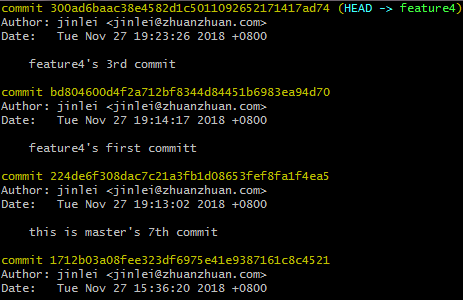 commit 300ad6baac38e4582d1c5011092652171417ad74 (HEAD -> feature4)
Author: jinlei <jinlei@zhuanzhuan.com>
Date:   Tue Nov 27 19:23:26 2018 +0800
feature4's 3rd commit
commit bd804600d4f2a712bf8344d84451b6983ea94d70
Author: jinlei <jinlei@zhuanzhuan.com>
Date:   Tue Nov 27 19:14:17 2018 +0800
feature4's first committ
commit 224de6f308dac7c21a3fb1d08653fef8fa1f4ea5
Author: jinlei <jinlei@zhuanzhuan.com>
Date:   Tue Nov 27 19:13:02 2018 +0800
this is master's 7th commit
commit 1712b03a08fee323df6975e41e9387161c8c4521
Author: jinlei <jinlei@zhuanzhuan.com>
Date:   Tue Nov 27 15:36:20 2018 +0800